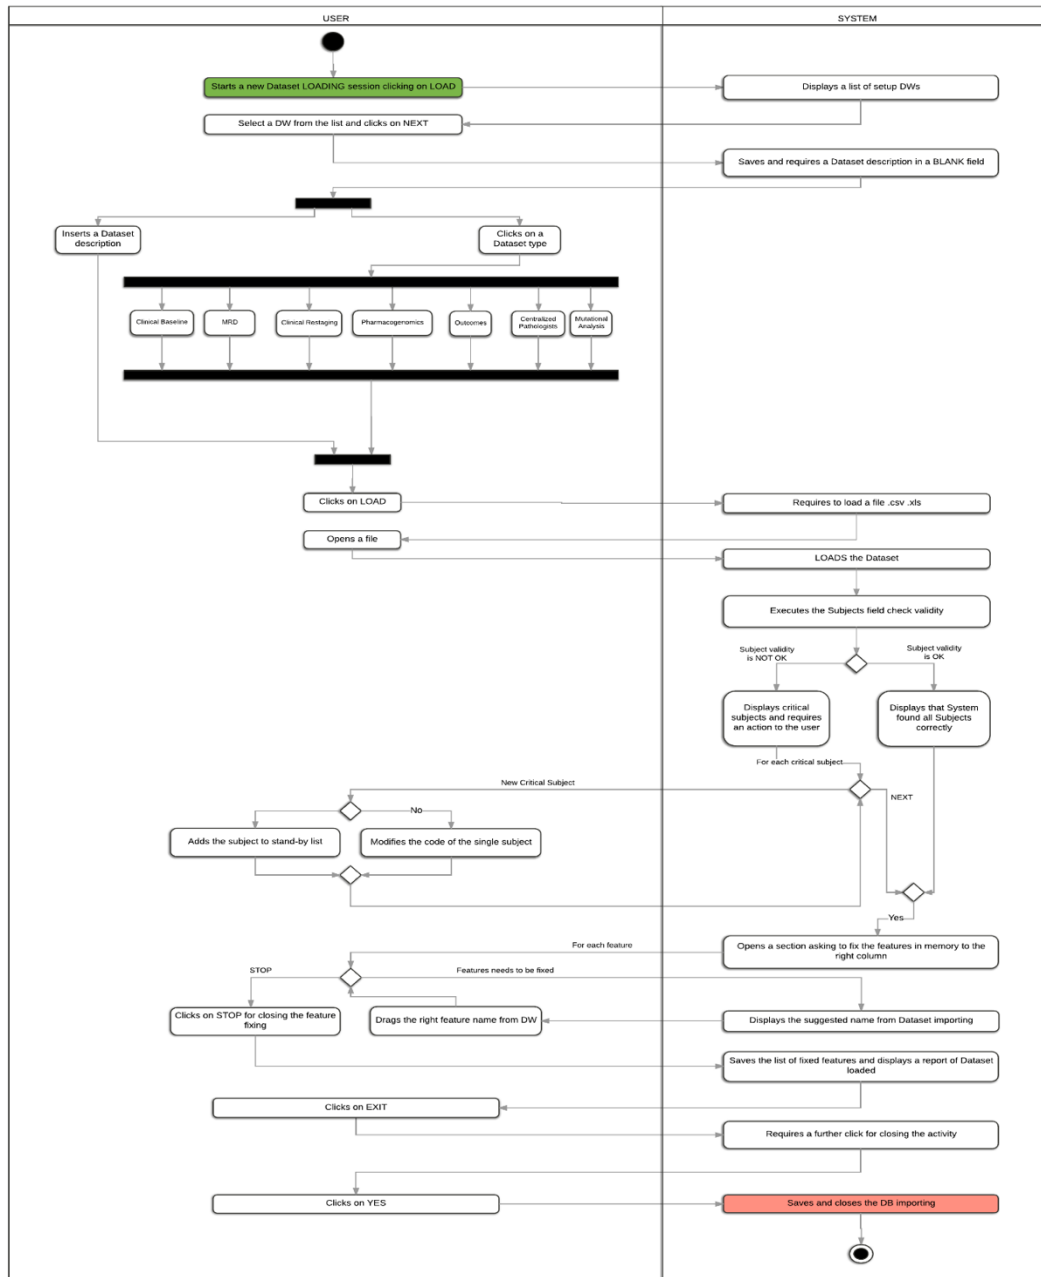 USER
SYSTEM
Starts a new Dataset LOADING session clicking on LOAD
Displays a list of setup DWs
Select a DW from the list and clicks on NEXT
Saves and requires a Dataset description in a BLANK field
Inserts a Dataset
description
Clicks on a
Dataset type
Clinical Baseline
MRD
Clinical Restaging
Pharmacogenomics
Outcomes
Centralized
Pathologists
Mutational
Analysis
Clicks on LOAD
Requires to load a file .csv .xls
Opens a file
LOADS the Dataset
Executes the Subjects field check validity
Subject validity
is NOT OK
Subject validity
is OK
Displays critical
subjects and requires
an action to the user
Displays that System
found all Subjects
correctly
For each critical subject
New Critical Subject
NEXT
No
Adds the subject to stand-by list
Modifies the code of the single subject
Yes
Opens a section asking to fix the features in memory to the
right column
For each feature
STOP
Features needs to be fixed
Clicks on STOP for closing the feature
fixing
Drags the right feature name from DW
Displays the suggested name from Dataset importing
Saves the list of fixed features and displays a report of Dataset
loaded
Clicks on EXIT
Requires a further click for closing the activity
Clicks on YES
Saves and closes the DB importing